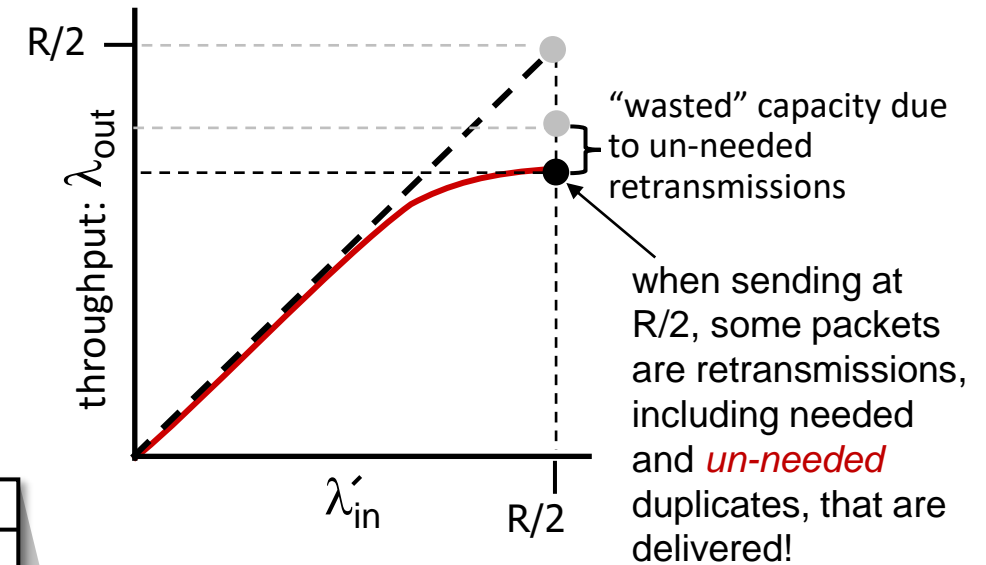 R/2
throughput: λout
“wasted” capacity due
to un-needed
retransmissions
when sending at
R/2, some packets
are retransmissions,
including needed
and un-needed
duplicates, that are
delivered!
λ′in
R/2